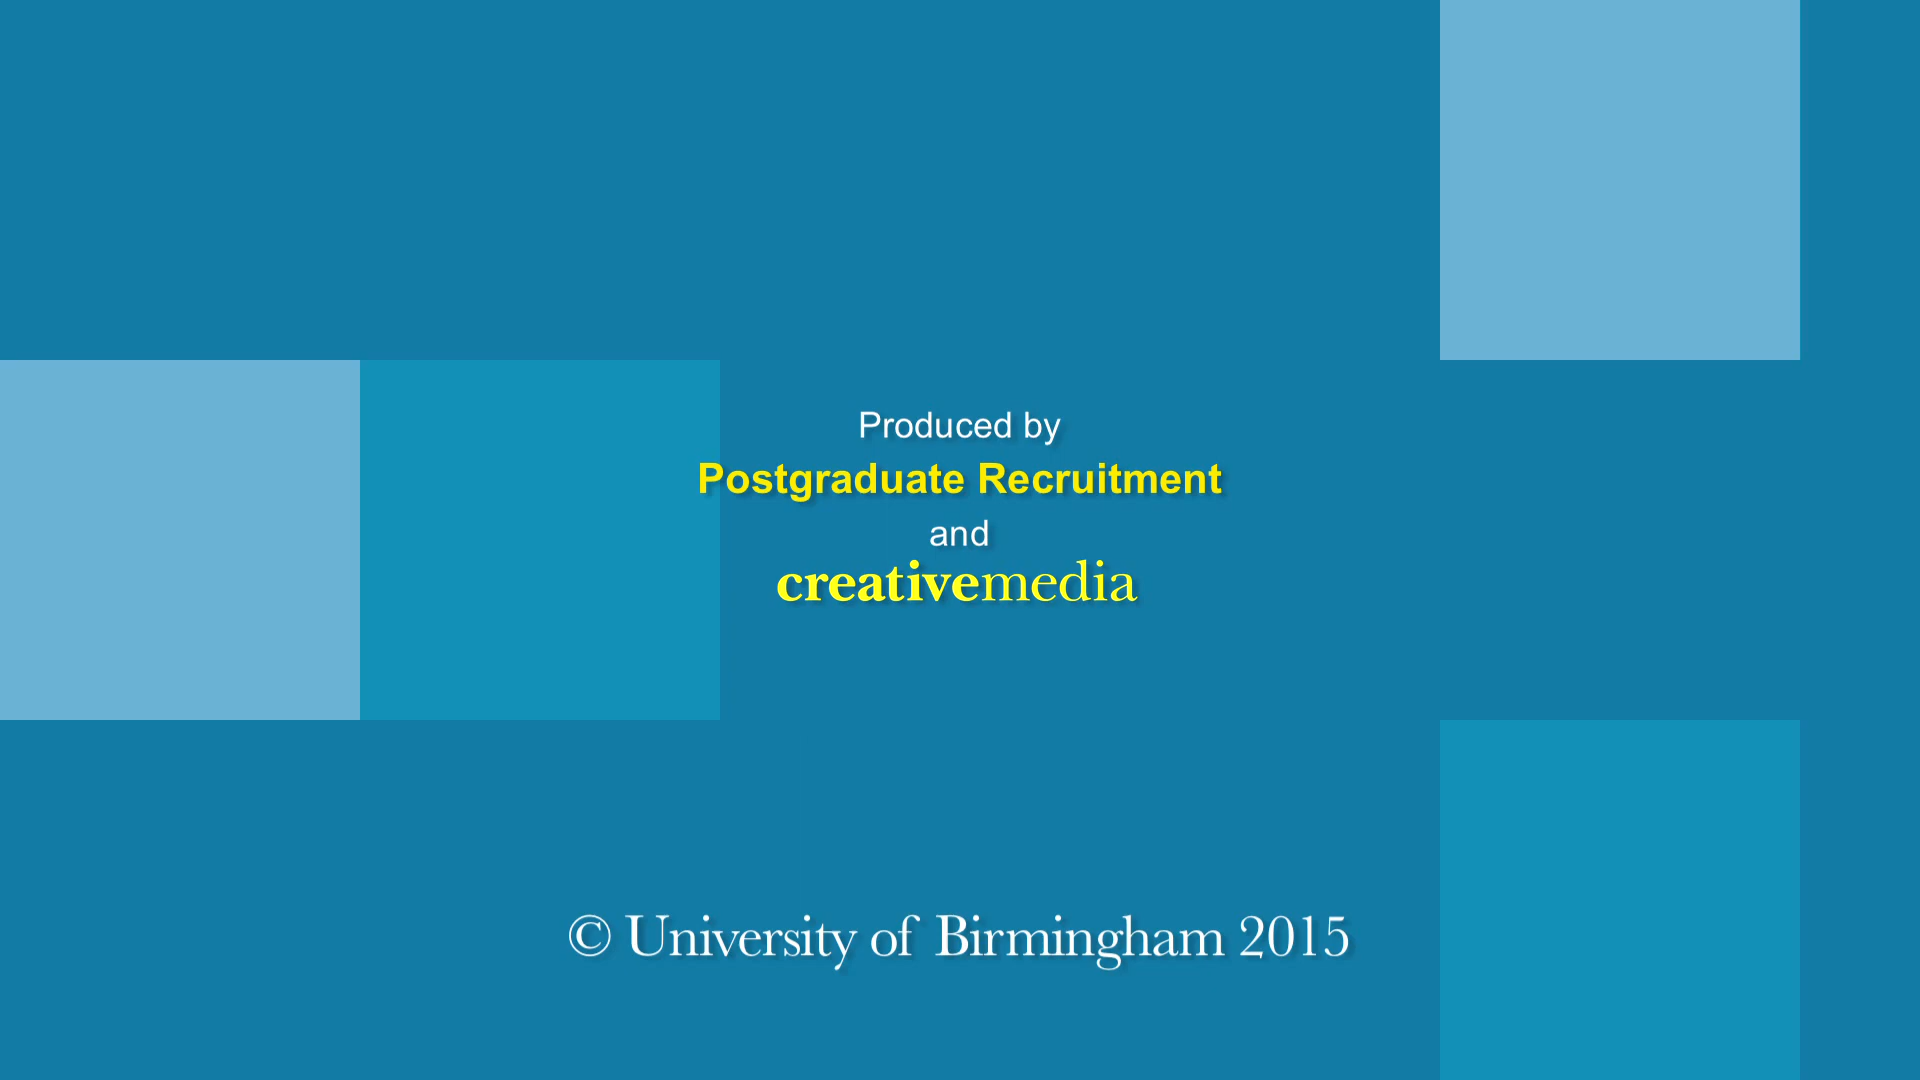 Produced by
Postgraduate Recruitment
and
creativemedia
© University of Birmingham 2015